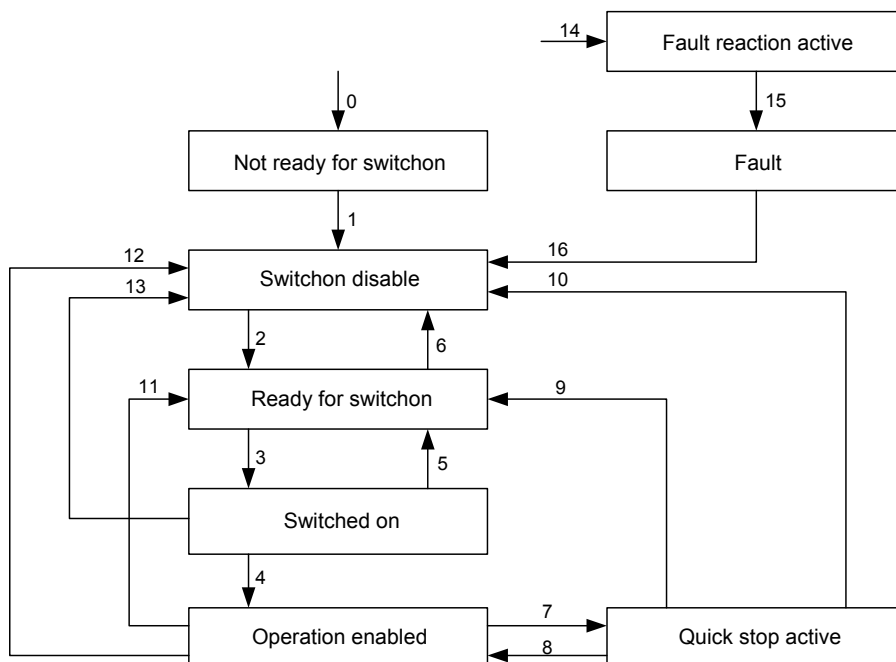 14
Fault reaction active
0
15
Not ready for switchon
Fault
1
12
16
Switchon disable
13
10
2
6
11
Ready for switchon
9
3
5
Switched on
4
Operation enabled
7
8
Quick stop active